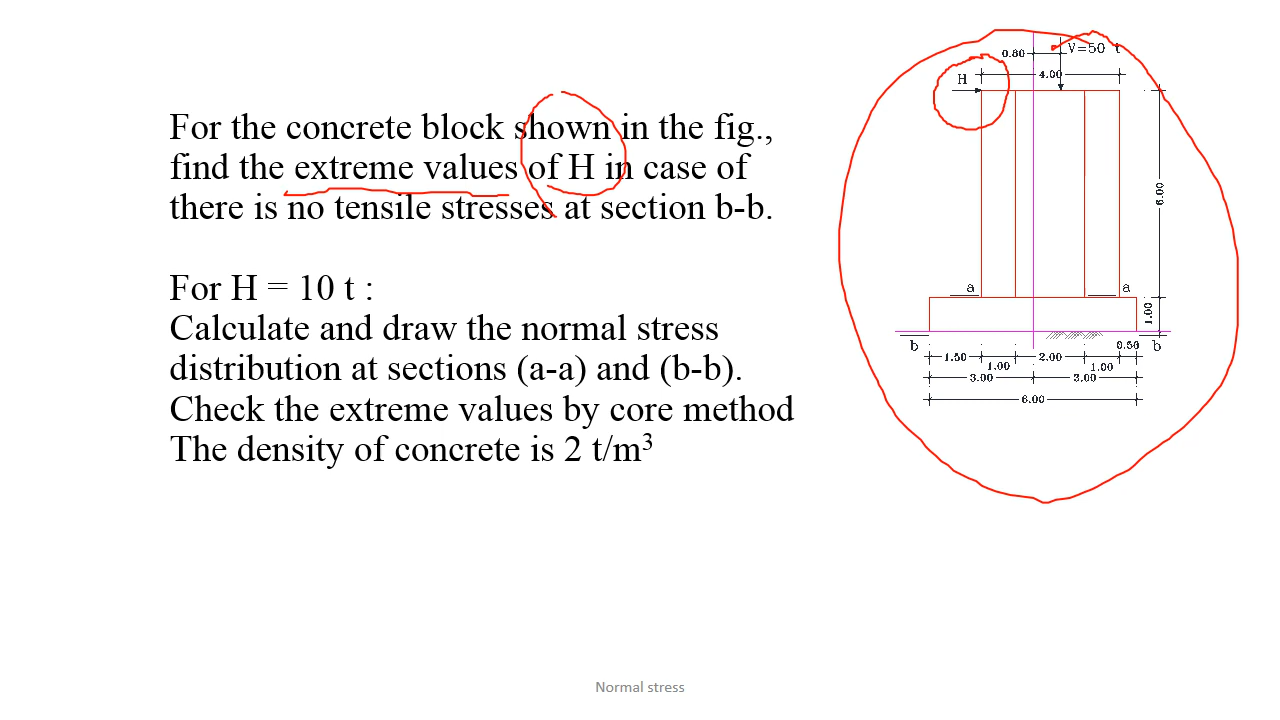 For the concrete block shown in the fig.,
find the extreme values of H in case of
there is no tensile stresses at section b-b.
For H = 10 t :
Calculate and draw the normal stress
distribution at sections (a-a) and (b-b).
Check the extreme values by core method
The density of concrete is 2 t/m³
0.80 V=50 t
H 4.00
6.00
a a
1.00
b 0.50 b
1.50 1.00 2.00 1.00
3.00 3.00
6.00
Normal stress